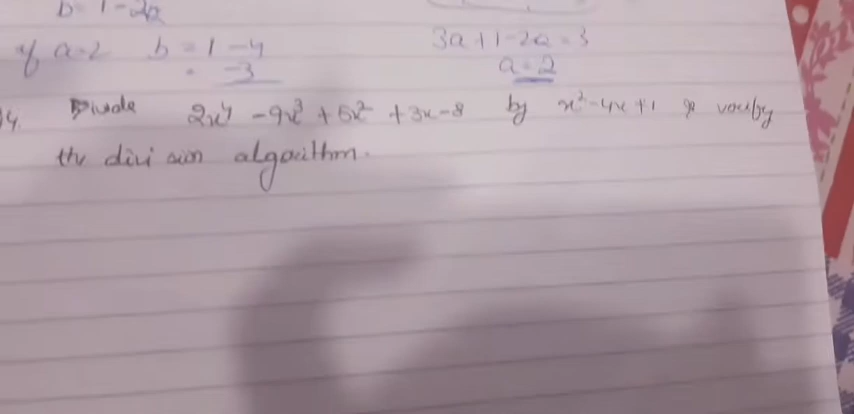 b = 1 - 2a
if a = 2 b = 1 - 4 3a + 1 - 2a = 3
= -3 a = 2
Divide 2x⁴ - 9x³ + 5x² + 3x - 8 by x² - 4x + 1 & verify
the division algorithm.